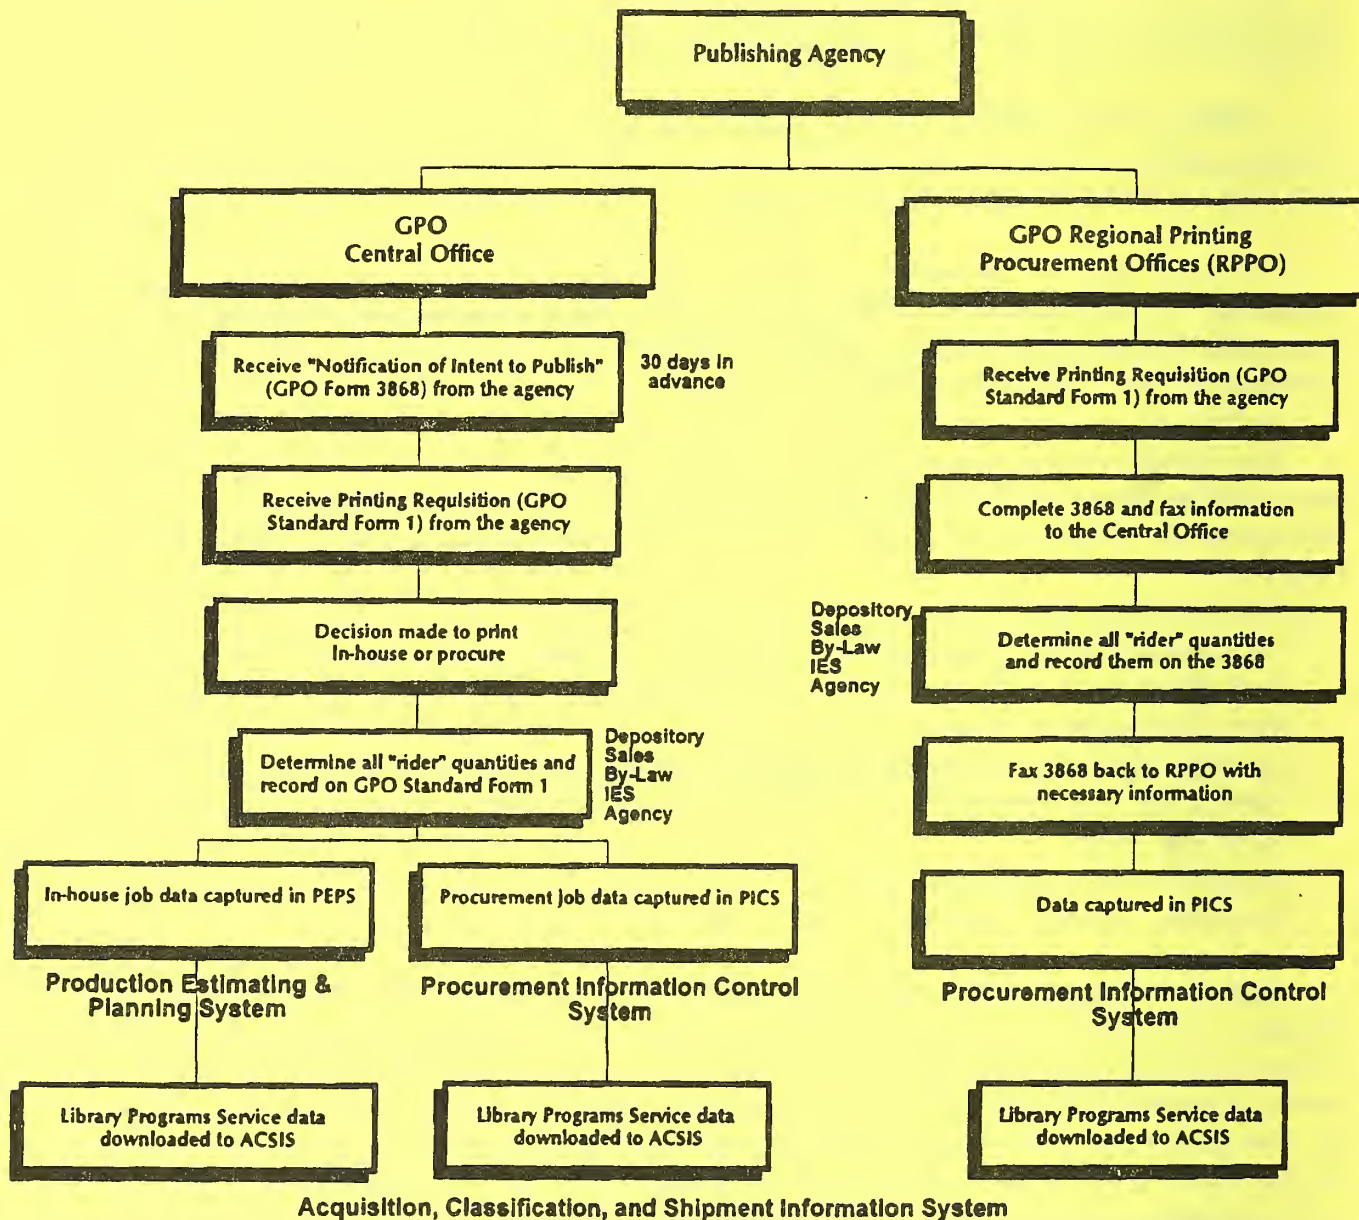 Publishing Agency
GPO
Central Office
Receive "Notification of Intent to Publish"
(GPO Form 3868) from the agency
30 days in
advance
Receive Printing Requisition (GPO
Standard Form 1) from the agency
Decision made to print
In-house or procure
Determine all "rider" quantities and
record on GPO Standard Form 1
Depository
Sales
By-Law
IES
Agency
In-house job data captured in PEPS
Production Estimating &
Planning System
Library Programs Service data
downloaded to ACSIS
Procurement job data captured in PICS
Procurement Information Control
System
Library Programs Service data
downloaded to ACSIS
GPO Regional Printing
Procurement Offices (RPPO)
Receive Printing Requisition (GPO
Standard Form 1) from the agency
Complete 3868 and fax information
to the Central Office
Depository
Sales
By-Law
IES
Agency
Determine all "rider" quantities
and record them on the 3868
Fax 3868 back to RPPO with
necessary information
Data captured in PICS
Procurement Information Control
System
Library Programs Service data
downloaded to ACSIS
Acquisition, Classification, and Shipment Information System